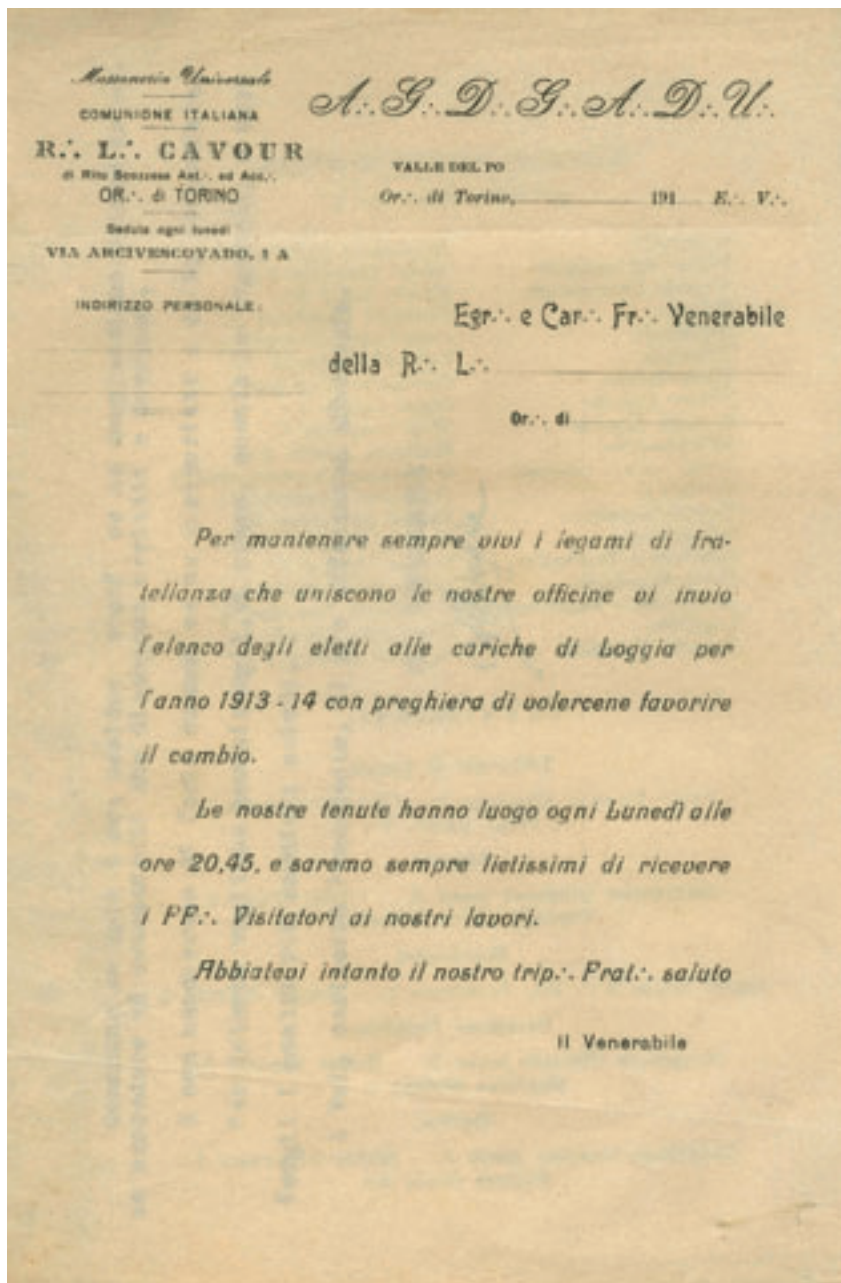 Massoneria Universale
COMUNIONE ITALIANA
R∴ L∴ CAVOUR
di Rito Scozzese Ant∴ ed Acc∴
OR∴ di TORINO
Seduta ogni lunedì
VIA ARCIVESCOVADO, 1 A
INDIRIZZO PERSONALE:
A∴ G∴ D∴ G∴ A∴ D∴ U∴
VALLE DEL PO
Or∴ di Torino, 191 E∴ V∴
Egr∴ e Car∴ Fr∴ Venerabile
della R∴ L∴
Or∴ di
Per mantenere sempre vivi i legami di fra-
tellanza che uniscono le nostre officine vi invio
l'elenco degli eletti alle cariche di Loggia per
l'anno 1913-14 con preghiera di volercene favorire
il cambio.
Le nostre tenute hanno luogo ogni Lunedì alle
ore 20,45, e saremo sempre lietissimi di ricevere
i FF∴ Visitatori ai nostri lavori.
Abbiatevi intanto il nostro trip∴ Frat∴ saluto
Il Venerabile